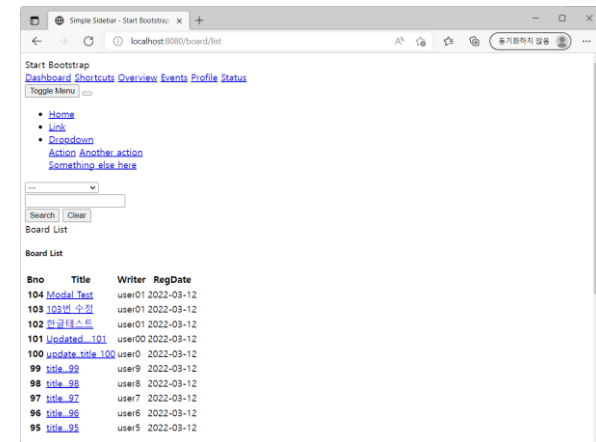 Simple Sidebar - Start Bootstrap
localhost:8080/board/list
동기화하지 않음
Start Bootstrap
Dashboard Shortcuts Overview Events Profile Status
Toggle Menu
Home
Link
Dropdown
Action Another action
Something else here
---
Search Clear
Board List
Board List
Bno Title Writer RegDate
104 Modal Test user01 2022-03-12
103 103번 수정 user01 2022-03-12
102 한글테스트 user01 2022-03-12
101 Updated....101 user00 2022-03-12
100 update..title 100 user0 2022-03-12
99 title...99 user9 2022-03-12
98 title...98 user8 2022-03-12
97 title...97 user7 2022-03-12
96 title...96 user6 2022-03-12
95 title...95 user5 2022-03-12